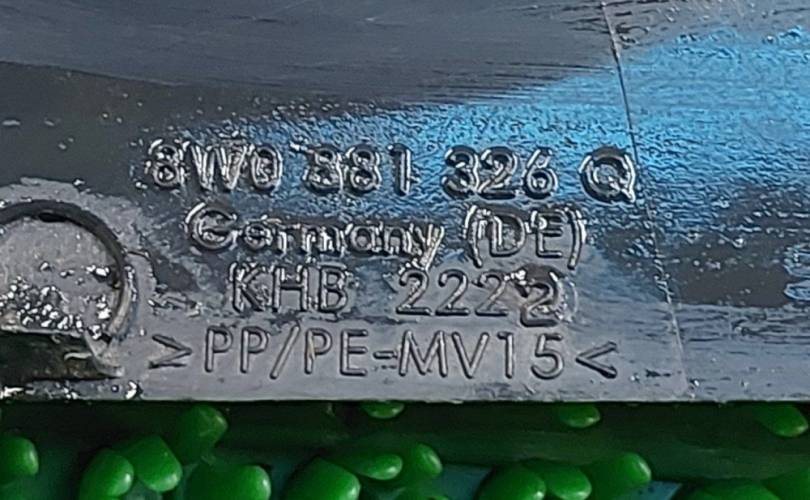 8W0 881 326 Q
Germany (DE)
KHB 2222
>PP/PE-MV15<